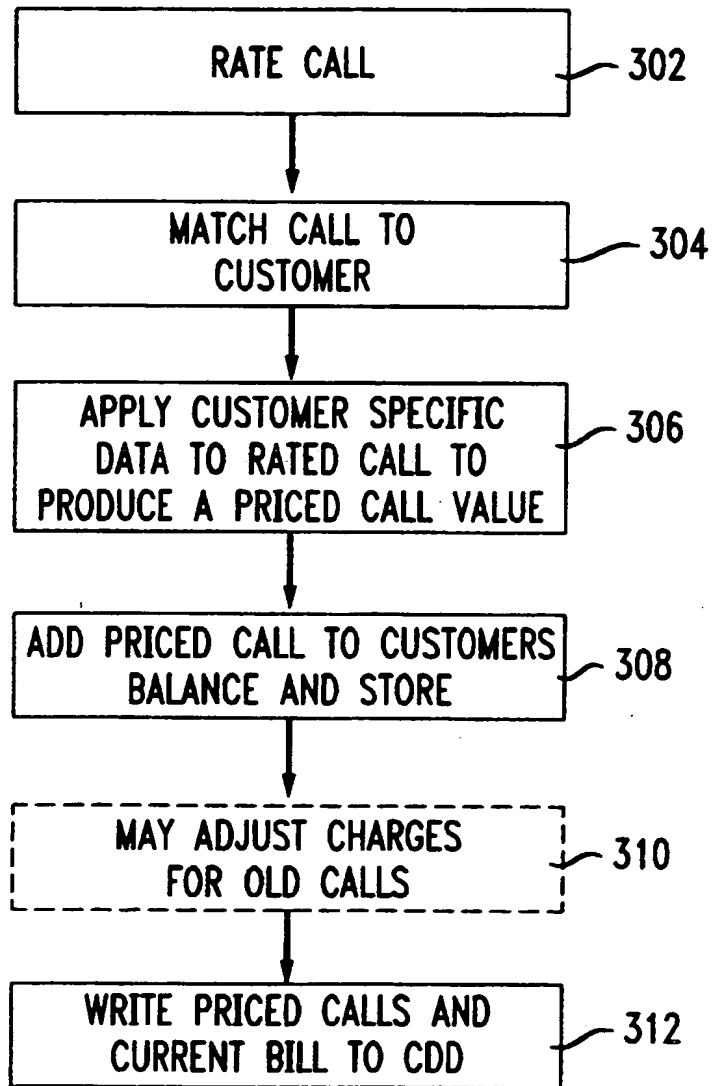 RATE CALL
302
MATCH CALL TO
CUSTOMER
304
APPLY CUSTOMER SPECIFIC
DATA TO RATED CALL TO
PRODUCE A PRICED CALL VALUE
306
ADD PRICED CALL TO CUSTOMERS
BALANCE AND STORE
308
MAY ADJUST CHARGES
FOR OLD CALLS
310
WRITE PRICED CALLS AND
CURRENT BILL TO CDD
312